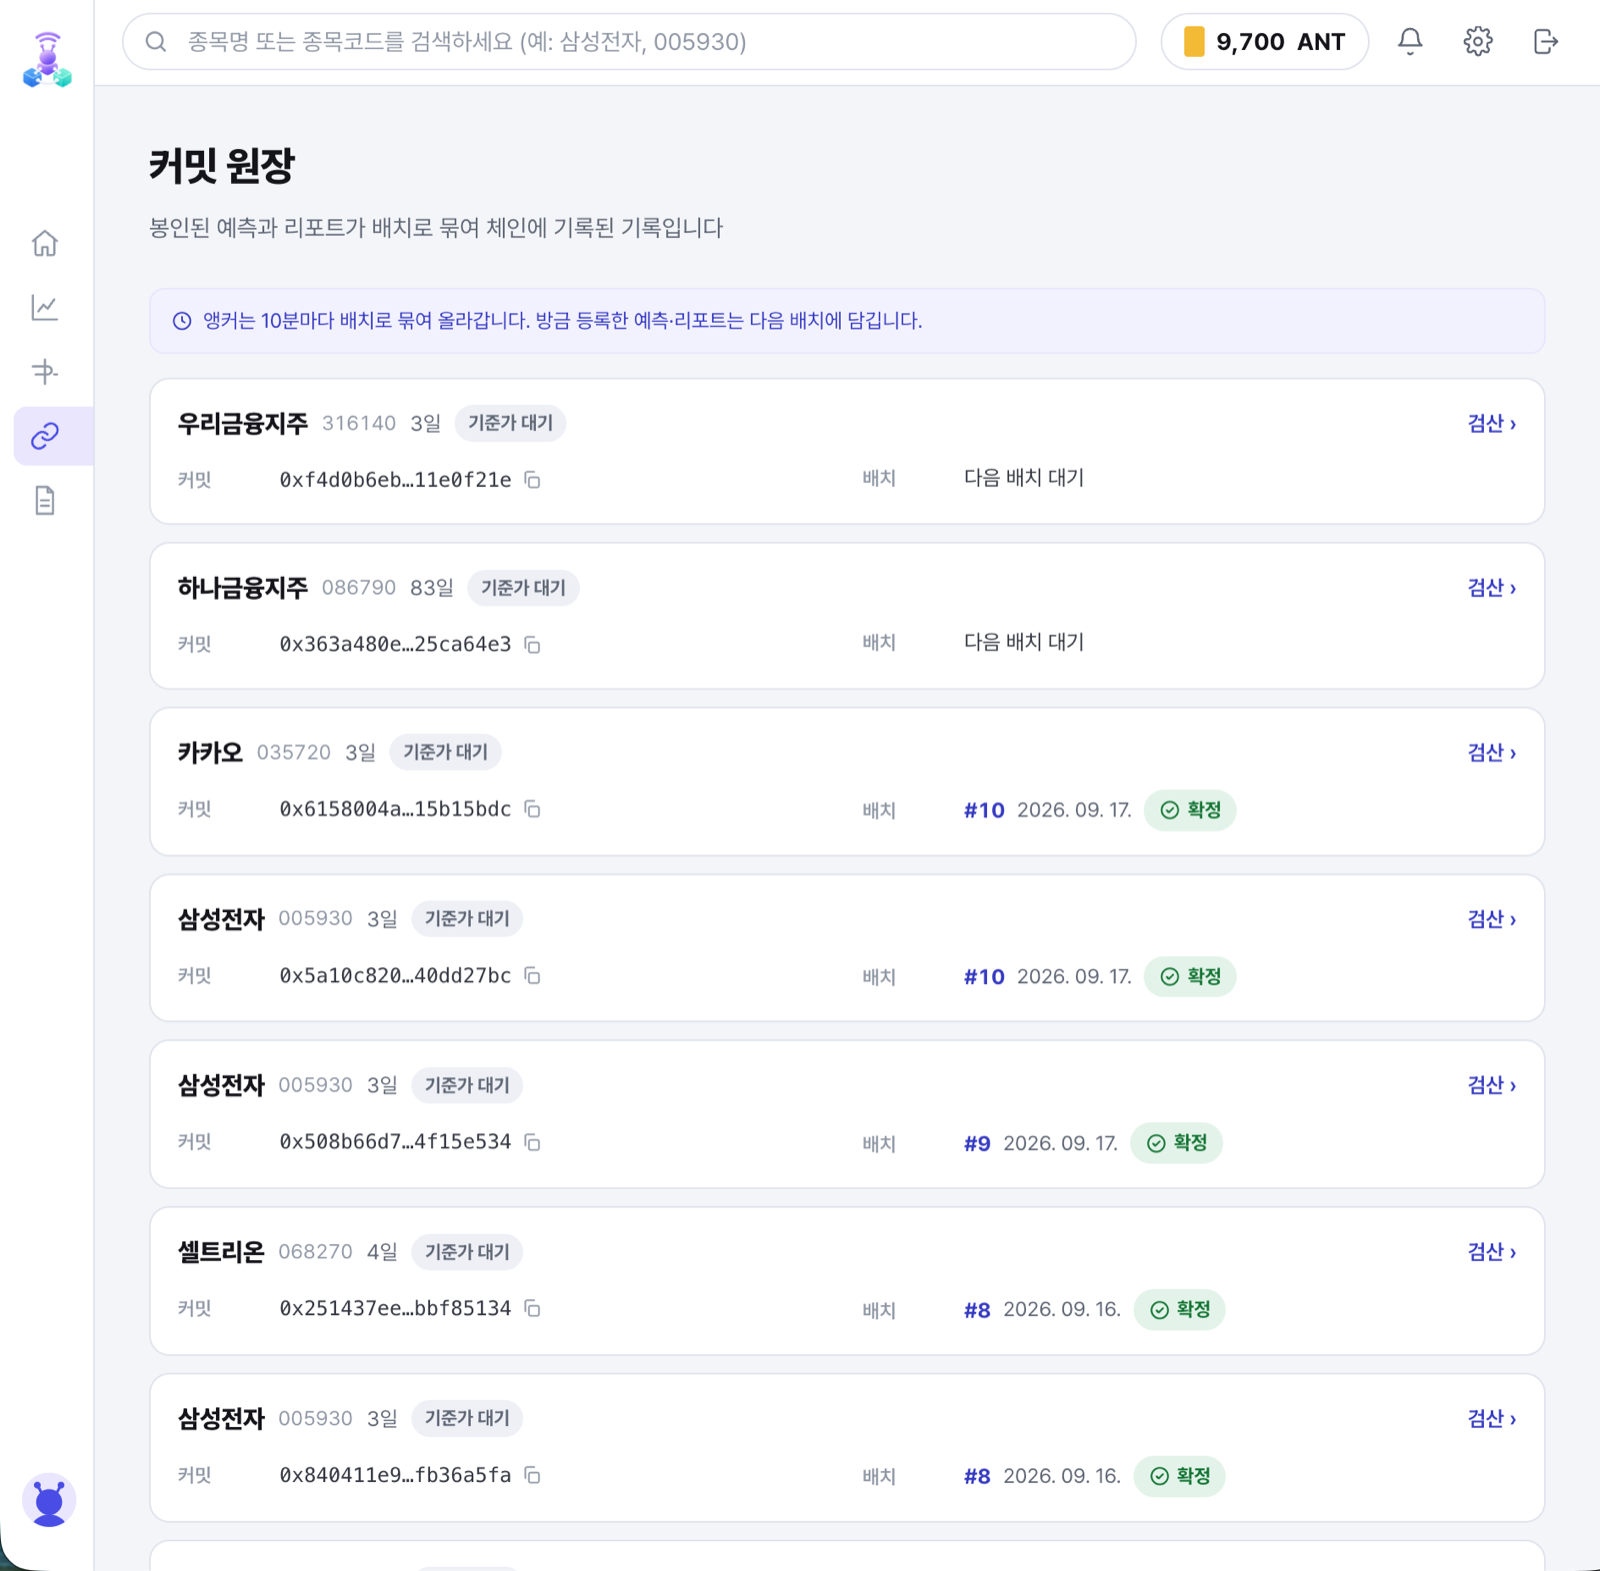 종목명 또는 종목코드를 검색하세요 (예: 삼성전자, 005930)
9,700 ANT
커밋 원장
봉인된 예측과 리포트가 배치로 묶여 체인에 기록된 기록입니다
앵커는 10분마다 배치로 묶여 올라갑니다. 방금 등록한 예측·리포트는 다음 배치에 담깁니다.
우리금융지주 316140 3일 기준가 대기 검산 ›
커밋 0xf4d0b6eb…11e0f21e 배치 다음 배치 대기
하나금융지주 086790 83일 기준가 대기 검산 ›
커밋 0x363a480e…25ca64e3 배치 다음 배치 대기
카카오 035720 3일 기준가 대기 검산 ›
커밋 0x6158004a…15b15bdc 배치 #10 2026. 09. 17. 확정
삼성전자 005930 3일 기준가 대기 검산 ›
커밋 0x5a10c820…40dd27bc 배치 #10 2026. 09. 17. 확정
삼성전자 005930 3일 기준가 대기 검산 ›
커밋 0x508b66d7…4f15e534 배치 #9 2026. 09. 17. 확정
셀트리온 068270 4일 기준가 대기 검산 ›
커밋 0x251437ee…bbf85134 배치 #8 2026. 09. 16. 확정
삼성전자 005930 3일 기준가 대기 검산 ›
커밋 0x840411e9…fb36a5fa 배치 #8 2026. 09. 16. 확정